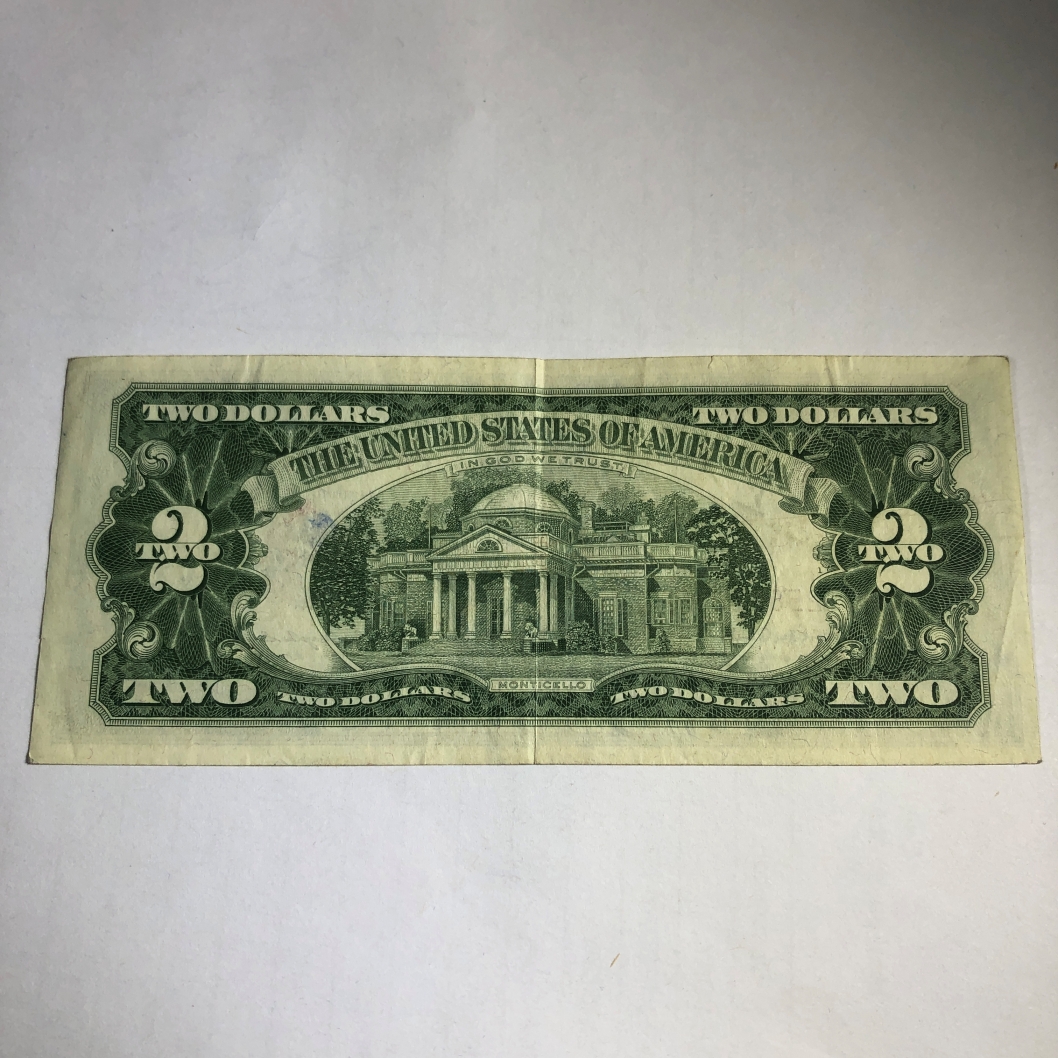 TWO DOLLARS TWO DOLLARS
THE UNITED STATES OF AMERICA
IN GOD WE TRUST
2 2
TWO TWO
MONTICELLO
TWO TWO DOLLARS TWO DOLLARS TWO